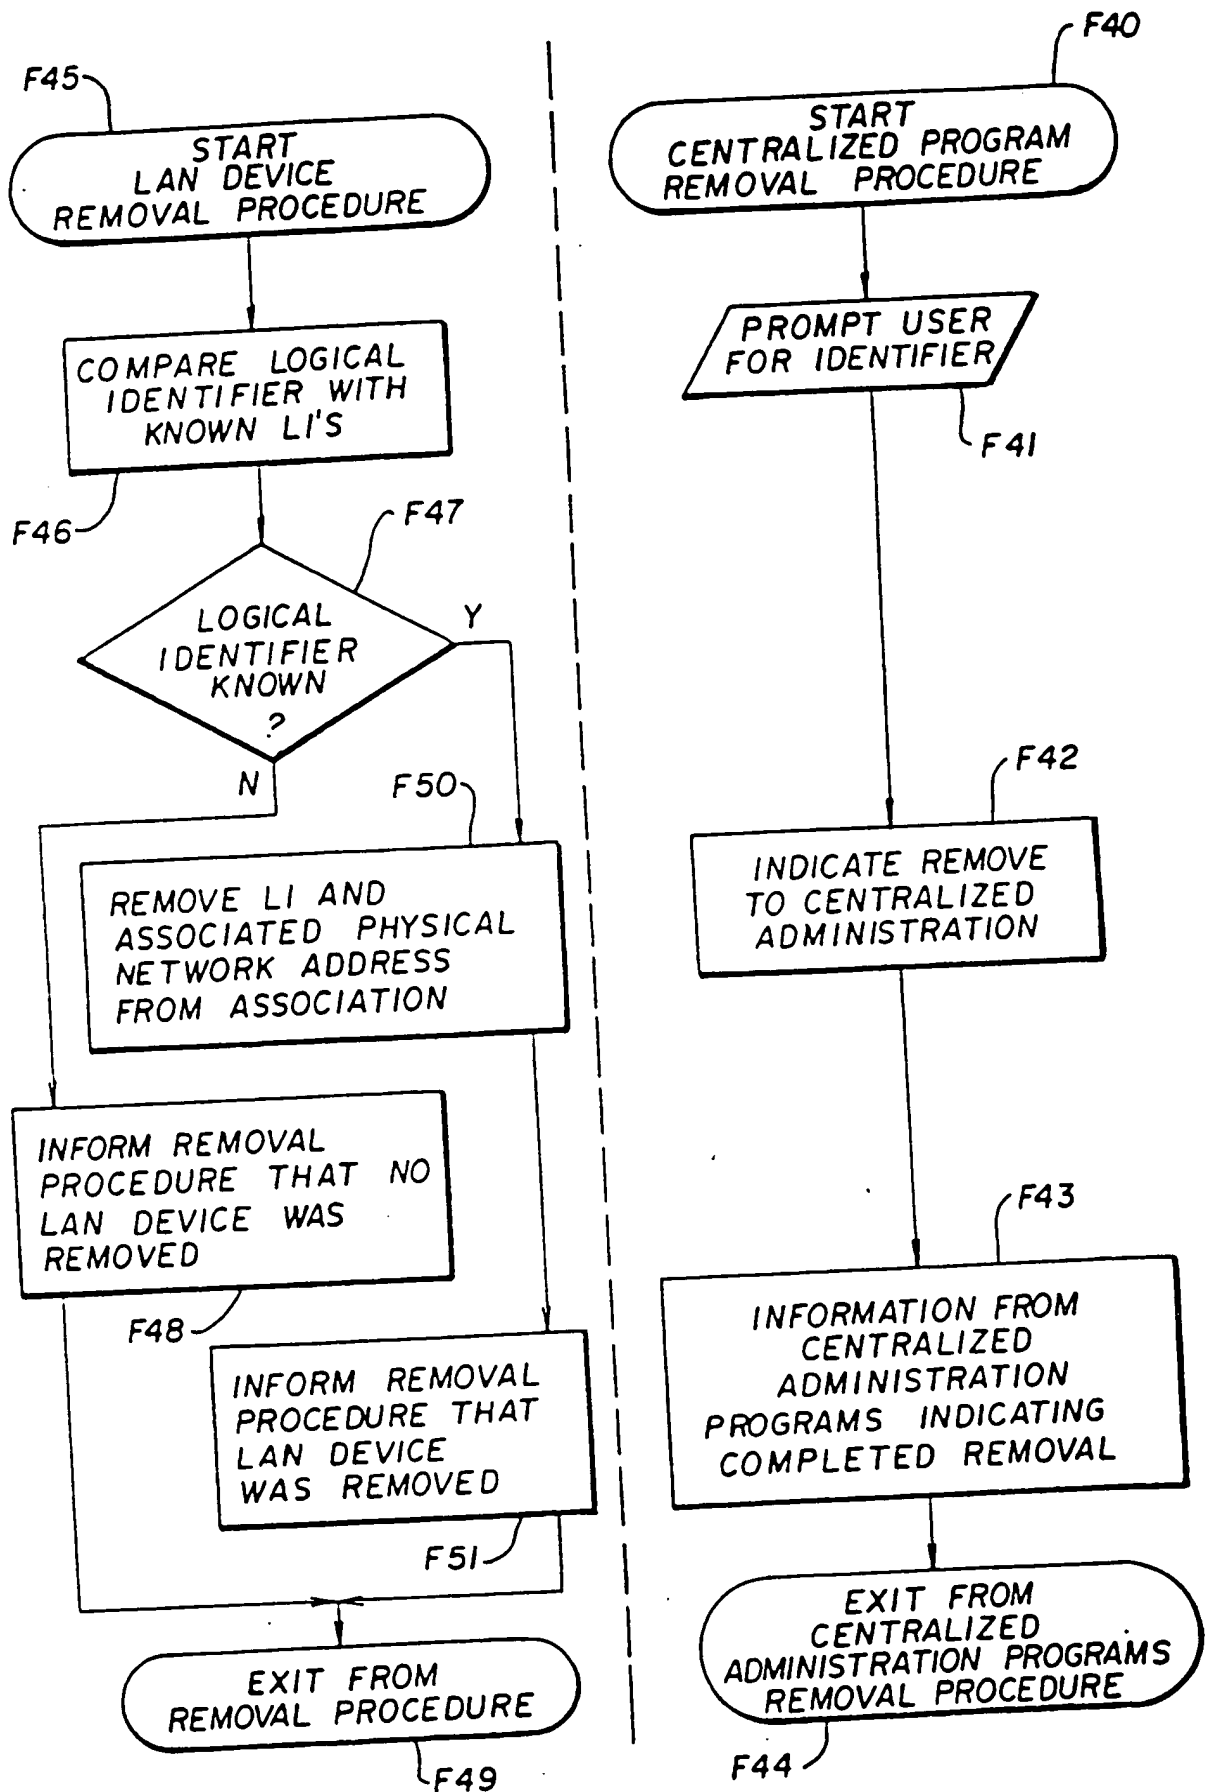 F45
START
LAN DEVICE
REMOVAL PROCEDURE
COMPARE LOGICAL
IDENTIFIER WITH
KNOWN LI'S
F46
F47
LOGICAL
IDENTIFIER
KNOWN
?
Y
N
F50
REMOVE LI AND
ASSOCIATED PHYSICAL
NETWORK ADDRESS
FROM ASSOCIATION
INFORM REMOVAL
PROCEDURE THAT NO
LAN DEVICE WAS
REMOVED
F48
INFORM REMOVAL
PROCEDURE THAT
LAN DEVICE
WAS REMOVED
F51
EXIT FROM
REMOVAL PROCEDURE
F49
F40
START
CENTRALIZED PROGRAM
REMOVAL PROCEDURE
PROMPT USER
FOR IDENTIFIER
F41
F42
INDICATE REMOVE
TO CENTRALIZED
ADMINISTRATION
F43
INFORMATION FROM
CENTRALIZED
ADMINISTRATION
PROGRAMS INDICATING
COMPLETED REMOVAL
EXIT FROM
CENTRALIZED
ADMINISTRATION PROGRAMS
REMOVAL PROCEDURE
F44